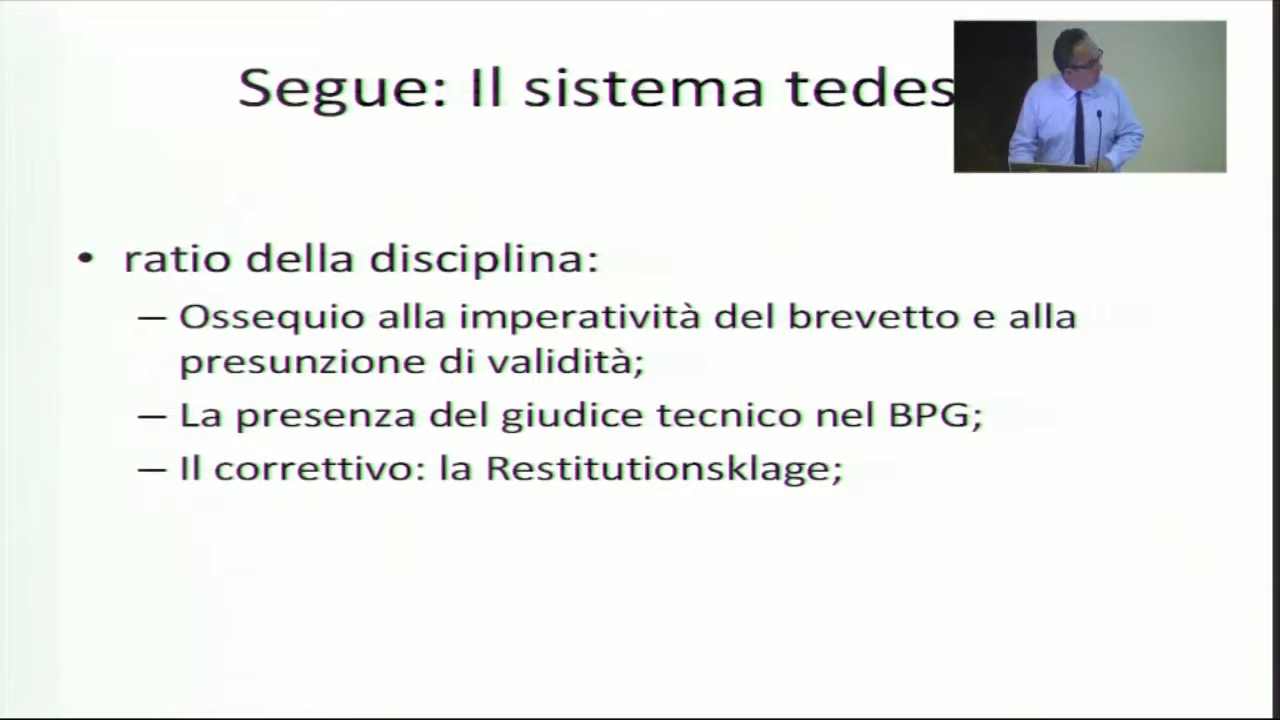 Segue: Il sistema tedes
• ratio della disciplina:
– Ossequio alla imperatività del brevetto e alla
presunzione di validità;
– La presenza del giudice tecnico nel BPG;
– Il correttivo: la Restitutionsklage;